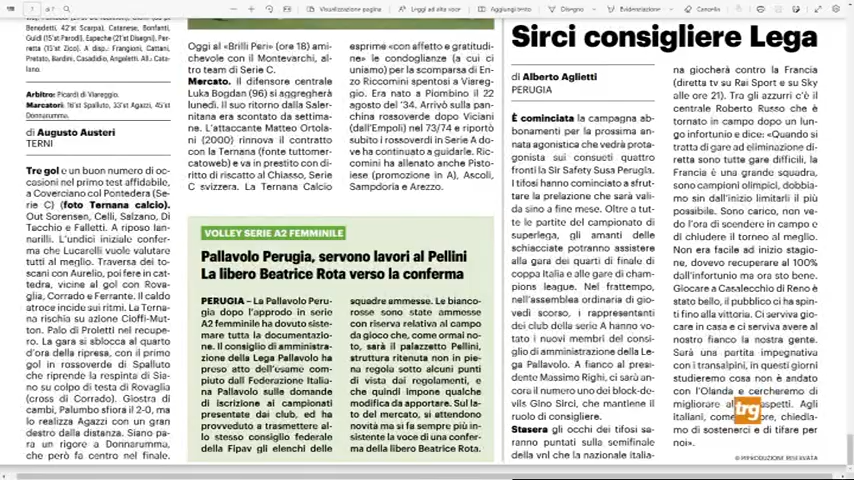 Visualizzazione pagina
Leggi ad alta voce
Aggiungi testo
Disegno
Evidenziazione
Cancella
Benedetti, 42'st Scarpa), Catanese, Bonfanti,
Guidi (15'st Parodi), Eapeche (21'st Disegni), Per-
retta (15'st Zico). A disp.: Frangioni, Cattani,
Pretato, Bardini, Casadidio, Angeletti. All.: Cata-
lano.
Arbitro: Picardi di Viareggio.
Marcatori: 16'st Spalluto, 33'st Agazzi, 45'st
Donnarumma.
di Augusto Austeri
TERNI
Tre gol e un buon numero di oc-
casioni nel primo test affidabile,
a Coverciano col Pontedera (Se-
rie C) (foto Ternana calcio).
Out Sorensen, Celli, Salzano, Di
Tacchio e Falletti. A riposo Ian-
narilli. L'undici iniziale confer-
ma che Lucarelli vuole valutare
tutti al meglio. Traversa dei to-
scani con Aurelio, poi fere in cat-
tedra, vicine al gol con Rova-
glia, Corrado e Ferrante. Il caldo
atroce incide sui ritmi. La Terna-
na rischia su azione Cioffi-Mut-
ton. Palo di Proietti nel recupe-
ro. La gara si sblocca al quarto
d'ora della ripresa, con il primo
gol in rossoverde di Spalluto
che riprende la respinta di Sia-
no su colpo di testa di Rovaglia
(cross di Corrado). Giostra di
cambi, Palumbo sfiora il 2-0, ma
lo realizza Agazzi con un gran
destro dalla distanza. Siano pa-
ra un rigore a Donnarumma,
che però fa centro nel finale.
Oggi al «Brilli Peri» (ore 18) ami-
chevole con il Montevarchi, al-
tro team di Serie C.
Mercato. Il difensore centrale
Luka Bogdan (96) si aggregherà
lunedì. Il suo ritorno dalla Saler-
nitana era scontato da settima-
ne. L'attaccante Matteo Ortola-
ni (2000) rinnova il contratto
con la Ternana (fonte tuttomer-
catoweb) e va in prestito con di-
ritto di riscatto al Chiasso, Serie
C svizzera. La Ternana Calcio
esprime «con affetto e gratitudi-
ne» le condoglianze (a cui ci
uniamo) per la scomparsa di En-
zo Riccomini spentosi a Viareg-
gio. Era nato a Piombino il 22
agosto del '34. Arrivò sulla pan-
china rossoverde dopo Viciani
(dall'Empoli) nel 73/74 e riportò
subito i rossoverdi in Serie A do-
ve ha continuato a guidarle. Ric-
comini ha allenato anche Pisto-
iese (promozione in A), Ascoli,
Sampdoria e Arezzo.
VOLLEY SERIE A2 FEMMINILE
Pallavolo Perugia, servono lavori al Pellini
La libero Beatrice Rota verso la conferma
PERUGIA – La Pallavolo Peru-
gia dopo l'approdo in serie
A2 femminile ha dovuto siste-
mare tutta la documentazio-
ne. Il consiglio di amministra-
zione della Lega Pallavolo ha
preso atto dell'esame com-
piuto dall Federazione Italia-
na Pallavolo sulle domande
di iscrizione ai campionati
presentate dai club, ed ha
provveduto a trasmettere al-
lo stesso consiglio federale
della Fipav gli elenchi delle
squadre ammesse. Le bianco-
rosse sono state ammesse
con riserva relativa al campo
da gioco che, come ormai no-
to, sarà il palazzetto Pellini,
struttura ritenuta non in pie-
na regola sotto alcuni punti
di vista dai regolamenti, e
che quindi impone qualche
modifica da apportare. Sul la-
to del mercato, si attendono
novità ma si fa sempre più in-
sistente la voce di una confer-
ma della libero Beatrice Rota.
Sirci consigliere Lega
di Alberto Aglietti
PERUGIA
È cominciata la campagna ab-
bonamenti per la prossima an-
nata agonistica che vedrà prota-
gonista sui consueti quattro
fronti la Sir Safety Susa Perugia.
I tifosi hanno cominciato a sfrut-
tare la prelazione che sarà vali-
da sino a fine mese. Oltre a tut-
te le partite del campionato di
superlega, gli amanti delle
schiacciate potranno assistere
alla gara dei quarti di finale di
coppa Italia e alle gare di cham-
pions league. Nel frattempo,
nell'assemblea ordinaria di gio-
vedì scorso, i rappresentanti
dei club della serie A hanno vo-
tato i nuovi membri del consi-
glio di amministrazione della Le-
ga Pallavolo. A fianco al presi-
dente Massimo Righi, ci sarà an-
cora il numero uno dei block-de-
vils Gino Sirci, che mantiene il
ruolo di consigliere.
Stasera gli occhi dei tifosi sa-
ranno puntati sulla semifinale
della vnl che la nazionale italia-
na giocherà contro la Francia
(diretta tv su Rai Sport e su Sky
alle ore 21). Tra gli azzurri c'è il
centrale Roberto Russo che è
tornato in campo dopo un lun-
go infortunio e dice: «Quando si
tratta di gare ad eliminazione di-
retta sono tutte gare difficili, la
Francia è una grande squadra,
sono campioni olimpici, dobbia-
mo sin dall'inizio limitarli il più
possibile. Sono carico, non ve-
do l'ora di scendere in campo e
di chiudere il torneo al meglio.
Non era facile ad inizio stagio-
ne, dovevo recuperare al 100%
dall'infortunio ma ora sto bene.
Giocare a Casalecchio di Reno è
stato bello, il pubblico ci ha spin-
ti fino alla vittoria. Ci serviva gio-
care in casa e ci serviva avere al
nostro fianco la nostra gente.
Sarà una partita impegnativa
con i transalpini, in questi giorni
studieremo cosa non è andato
con l'Olanda e cercheremo di
migliorare aspetti. Agli
italiani, chiedia-
mo di sostenerci e di tifare per
noi».
trg
© RIPRODUZIONE RISERVATA